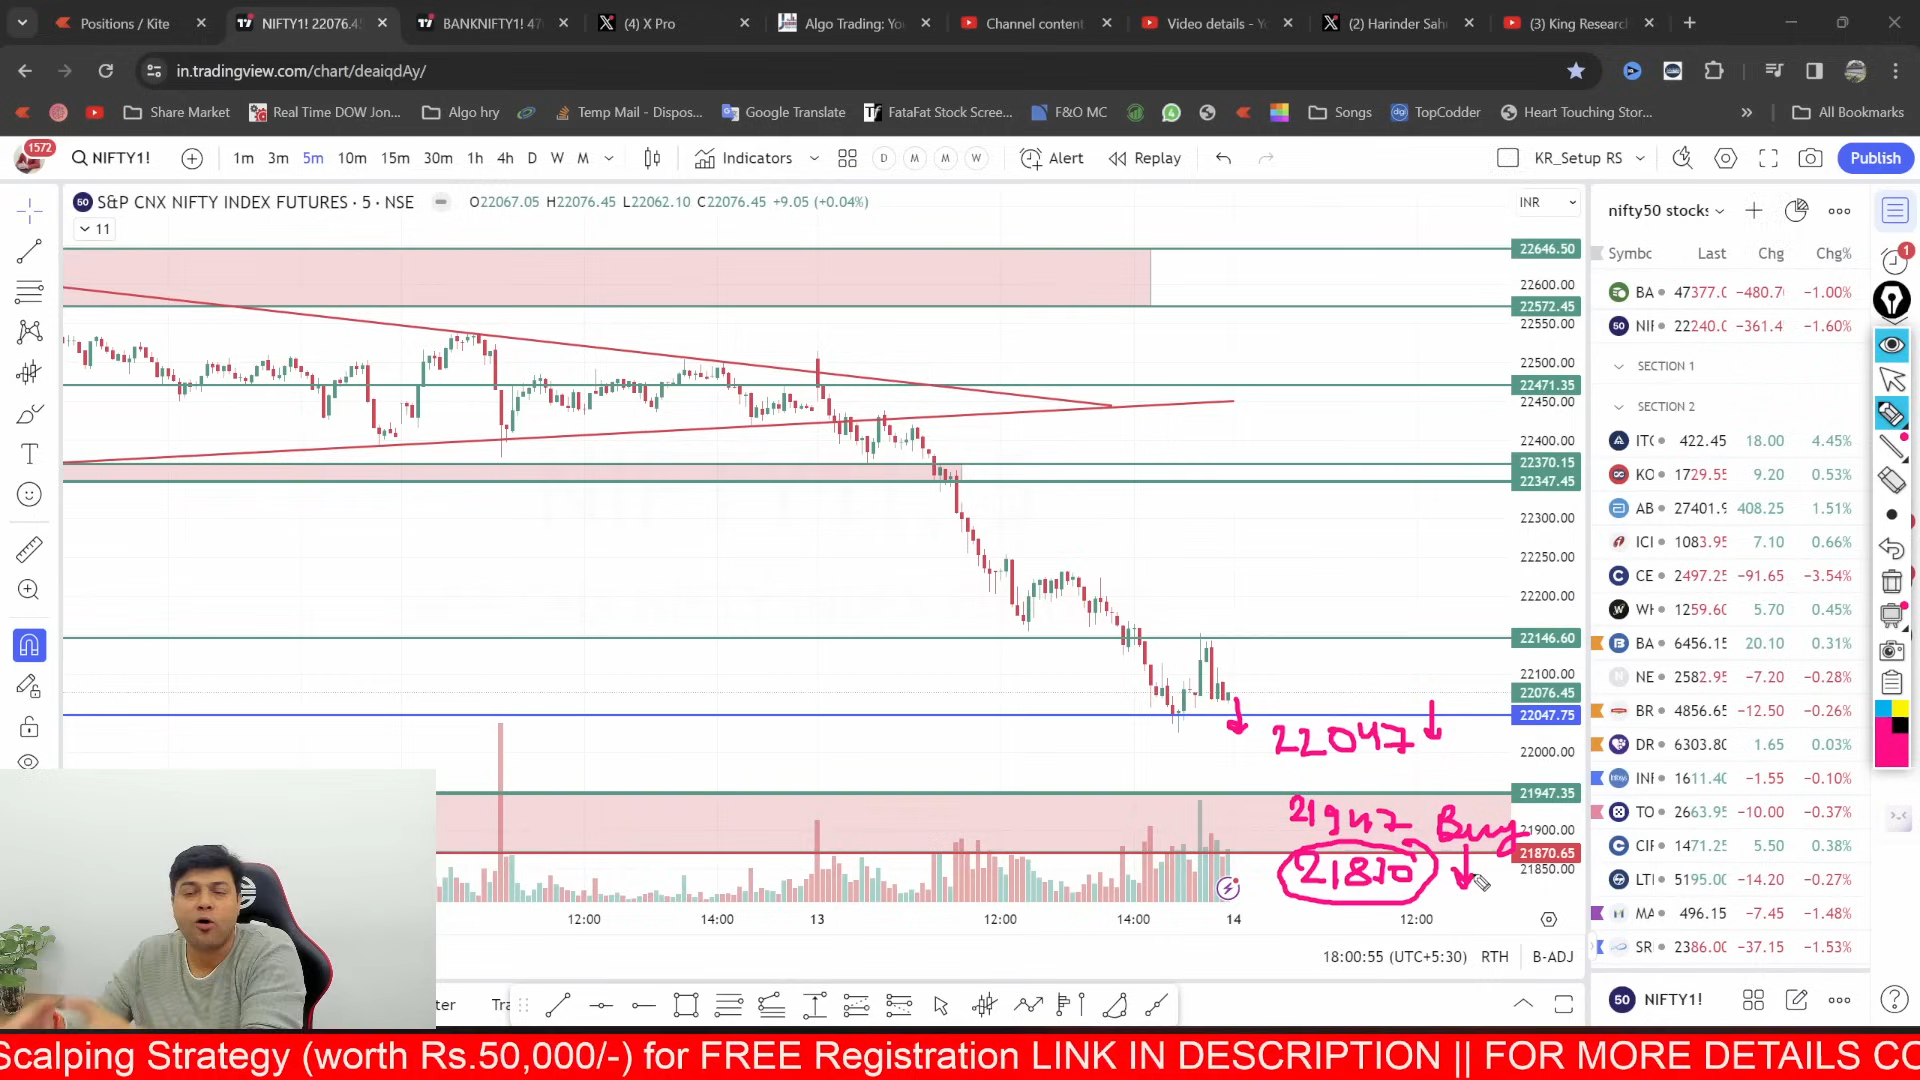 Positions / Kite
NIFTY1! 22076.45
BANKNIFTY1! 47
(4) X Pro
Algo Trading: You
Channel content
Video details - Yo
(2) Harinder Sah
(3) King Researc
in.tradingview.com/chart/deaiqdAy/
Share Market
Real Time DOW Jon...
Algo hry
Temp Mail - Dispos...
Google Translate
FataFat Stock Scree...
F&O MC
Songs
TopCodder
Heart Touching Stor...
All Bookmarks
1572
NIFTY1!
1m 3m 5m 10m 15m 30m 1h 4h D W M
Indicators
D M M W
Alert
Replay
KR_Setup RS
Publish
50 S&P CNX NIFTY INDEX FUTURES · 5 · NSE
O22067.05 H22076.45 L22062.10 C22076.45 +9.05 (+0.04%)
INR
11
22646.50
22600.00
22572.45
22550.00
22500.00
22471.35
22450.00
22400.00
22370.15
22347.45
22300.00
22250.00
22200.00
22146.60
22100.00
22076.45
22047.75
22000.00
21947.35
21900.00
21870.65
21850.00
22047
21947 Buy
21870
12:00 14:00 13 12:00 14:00 14 12:00
18:00:55 (UTC+5:30) RTH B-ADJ
nifty50 stocks
Last Chg Chg%
BA 47377.0 −480.7 −1.00%
22240.0 −361.4 −1.60%
SECTION 1
SECTION 2
422.45 18.00 4.45%
KO 1729.55 9.20 0.53%
AB 27401.9 408.25 1.51%
ICI 1083.95 7.10 0.66%
CE 2497.25 −91.65 −3.54%
1259.60 5.70 0.45%
BA 6456.15 20.10 0.31%
NE 2582.95 −7.20 −0.28%
BR 4856.65 −12.50 −0.26%
DR 6303.80 1.65 0.03%
1611.40 −1.55 −0.10%
TO 2663.95 −10.00 −0.37%
CIF 1471.25 5.50 0.38%
LTI 5195.00 −14.20 −0.27%
496.15 −7.45 −1.48%
SR 2386.00 −37.15 −1.53%
50 NIFTY1!
Scalping Strategy (worth Rs.50,000/-) for FREE Registration LINK IN DESCRIPTION || FOR MORE DETAILS CO